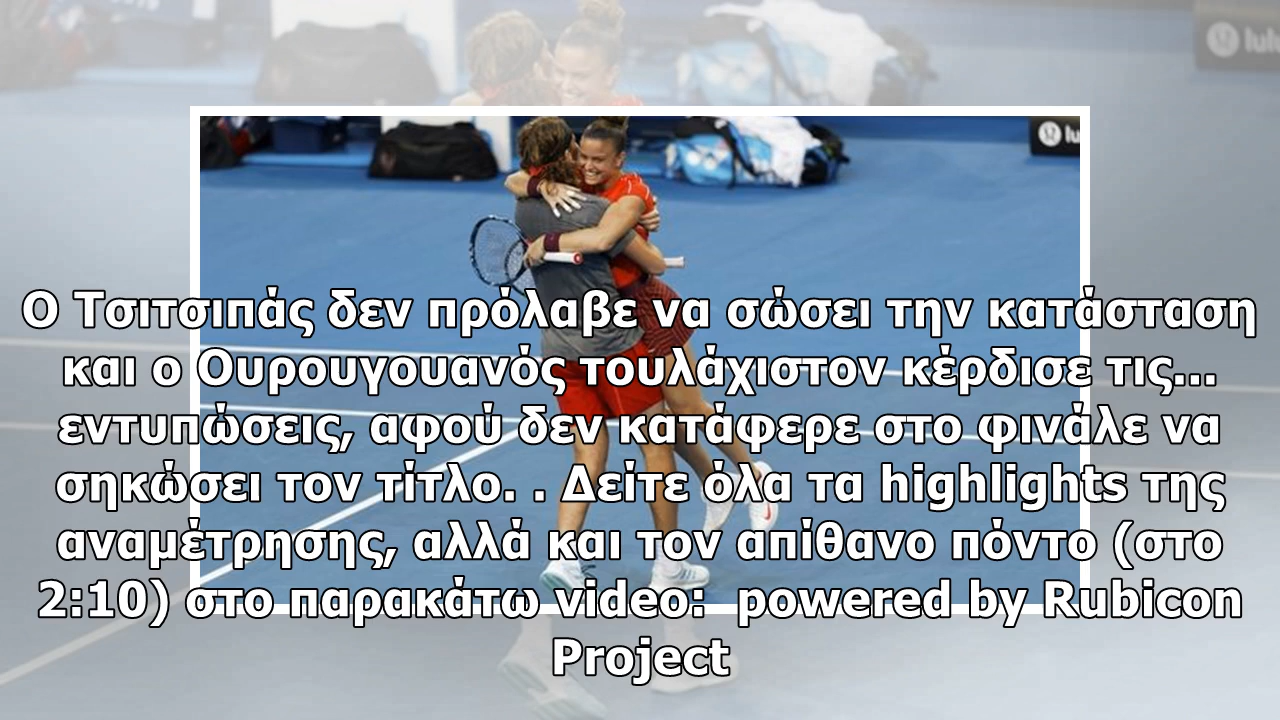 lulu
lu
Ο Τσιτσιπάς δεν πρόλαβε να σώσει την κατάσταση
και ο Ουρουγουανός τουλάχιστον κέρδισε τις...
εντυπώσεις, αφού δεν κατάφερε στο φινάλε να
σηκώσει τον τίτλο. . Δείτε όλα τα highlights της
αναμέτρησης, αλλά και τον απίθανο πόντο (στο
2:10) στο παρακάτω video:  powered by Rubicon
Project